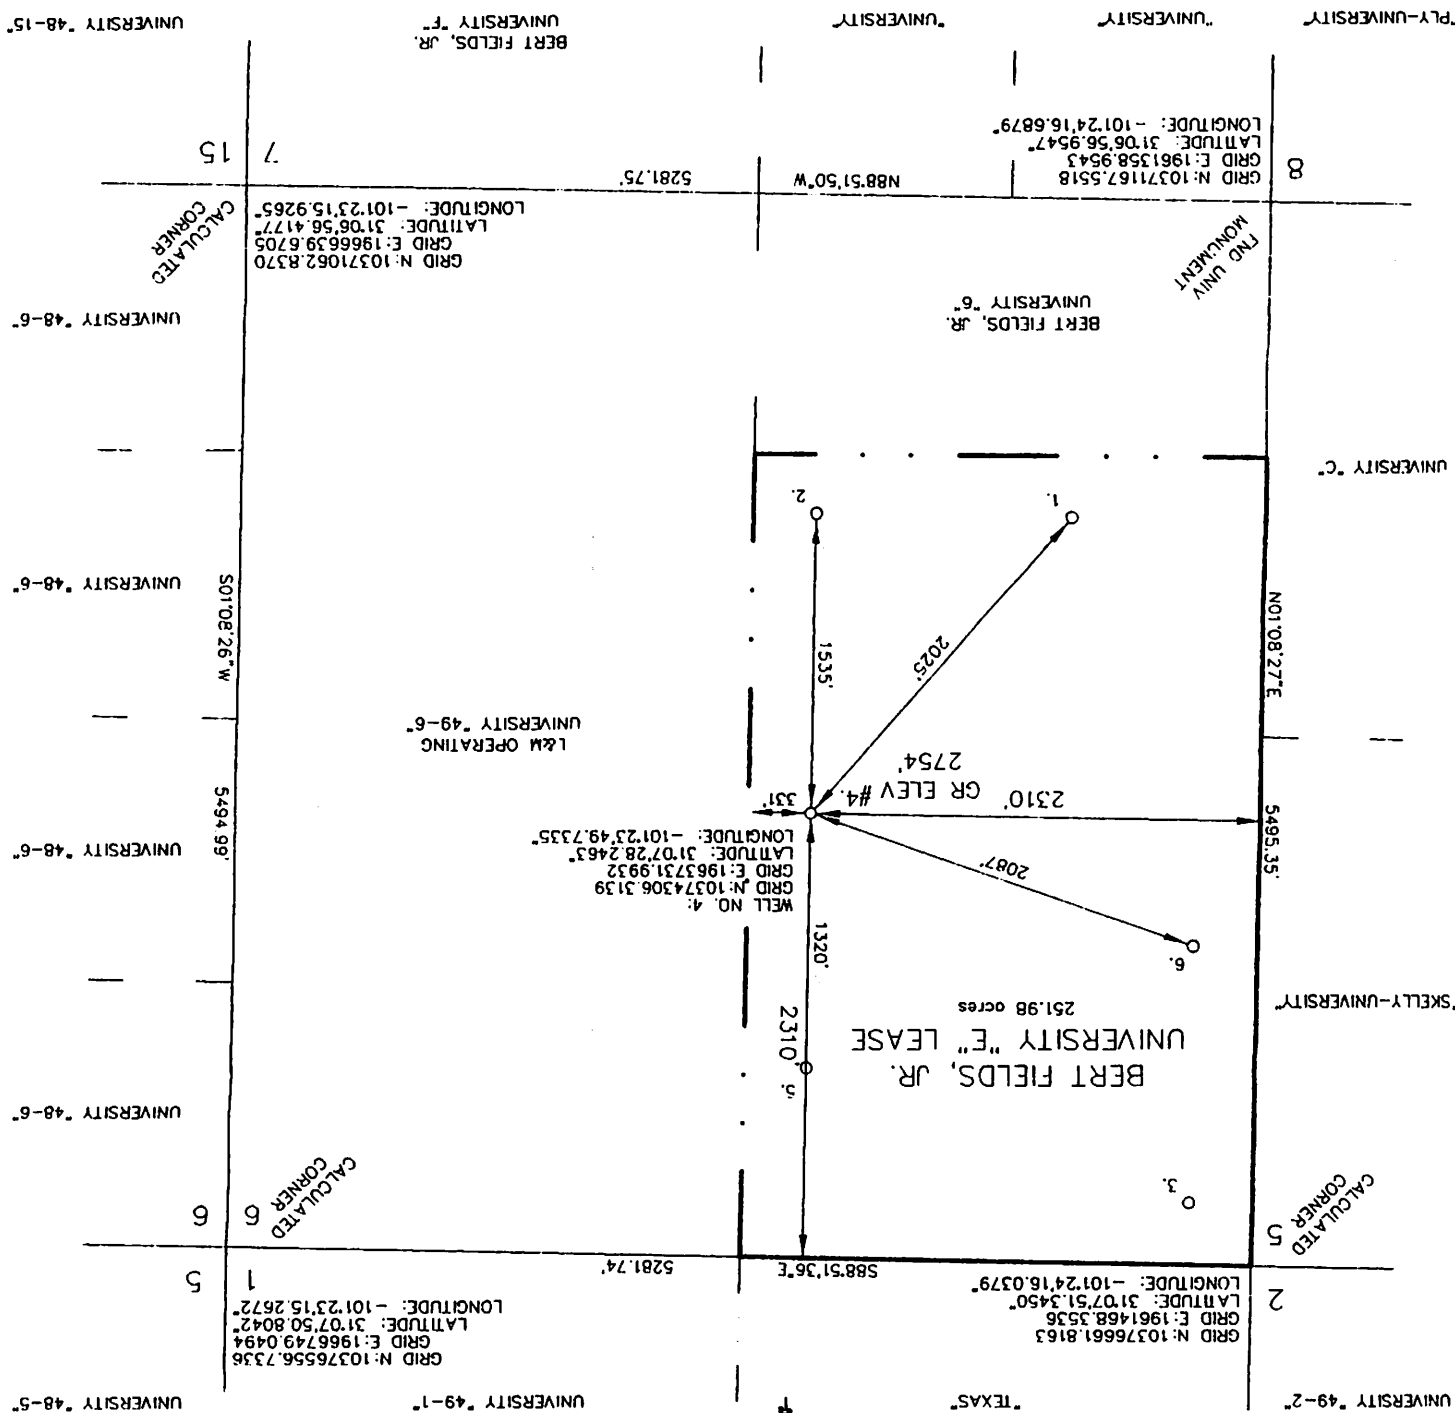 UNIVERSITY "49-2"
"TEXAS"
UNIVERSITY "49-1"
UNIVERSITY "48-5"
GRID N: 10376661.8163
GRID E: 1961468.3536
LATITUDE: 31°07'51.3450"
LONGITUDE: -101°24'16.0379"
GRID N: 10376556.7336
GRID E: 1966749.0494
LATITUDE: 31°07'50.8042"
LONGITUDE: -101°23'15.2672"
2
1
5
S88°51'36"E
5281.74'
5
6
6
CALCULATED
CORNER
CALCULATED
CORNER
3.
UNIVERSITY "48-6"
BERT FIELDS, JR.
UNIVERSITY "E" LEASE
251.98 acres
5.
2310'
"SKELLY-UNIVERSITY"
6.
1320'
WELL NO. 4:
GRID N: 10374306.3139
GRID E: 1963731.9932
LATITUDE: 31°07'28.2463"
LONGITUDE: -101°23'49.7335"
2087'
UNIVERSITY "48-6"
5495.35'
2310'
#4.
GR ELEV
2754'
331'
5494.99'
L&M OPERATING
UNIVERSITY "49-6"
N01°08'27"E
2025'
1535'
S01°08'26"W
UNIVERSITY "48-6"
1.
2.
UNIVERSITY "C"
BERT FIELDS, JR.
UNIVERSITY "6"
UNIVERSITY "48-6"
FND UNIV
MONUMENT
CALCULATED
CORNER
GRID N: 10371062.8370
GRID E: 1966639.6705
LATITUDE: 31°06'56.4177"
LONGITUDE: -101°23'15.9265"
8
GRID N: 10371167.5518
GRID E: 1961358.9543
LATITUDE: 31°06'56.9547"
LONGITUDE: -101°24'16.6879"
N88°51'50"W
5281.75'
7
15
"PLY-UNIVERSITY"
"UNIVERSITY"
"UNIVERSITY"
BERT FIELDS, JR.
UNIVERSITY "F"
UNIVERSITY "48-15"